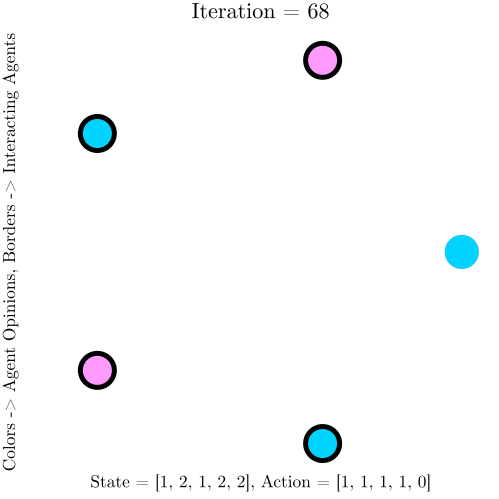 Iteration = 68
Colors -> Agent Opinions, Borders -> Interacting Agents
State = [1, 2, 1, 2, 2], Action = [1, 1, 1, 1, 0]